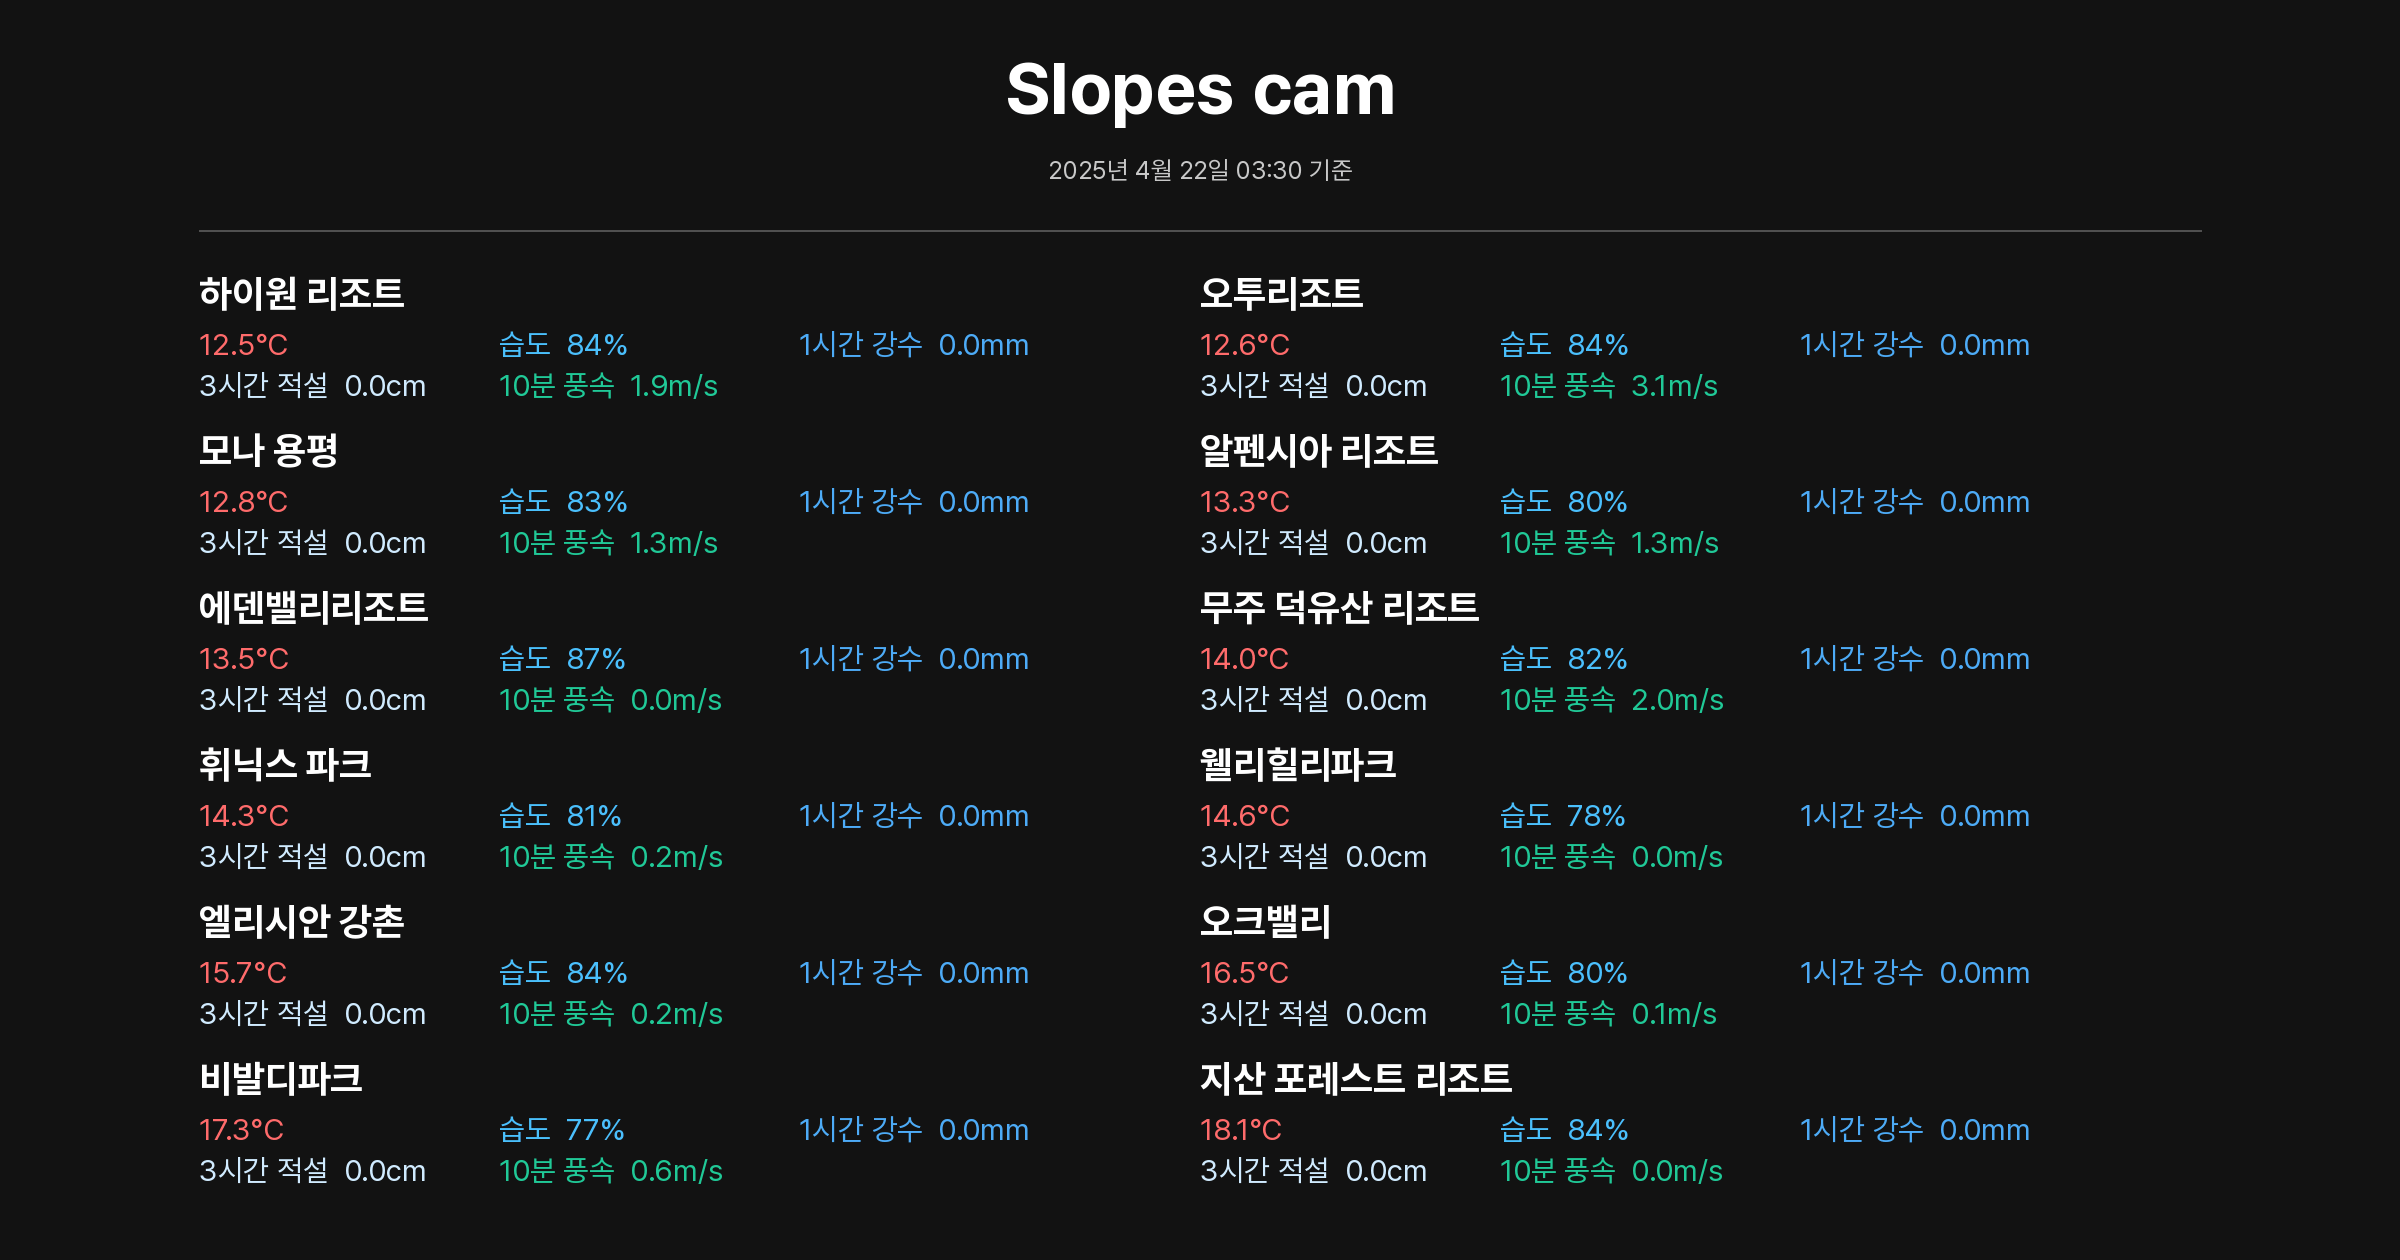 Slopes cam
2025년 4월 22일 03:30 기준
하이원 리조트
12.5°C 습도 84% 1시간 강수 0.0mm
3시간 적설 0.0cm 10분 풍속 1.9m/s
오투리조트
12.6°C 습도 84% 1시간 강수 0.0mm
3시간 적설 0.0cm 10분 풍속 3.1m/s
모나 용평
12.8°C 습도 83% 1시간 강수 0.0mm
3시간 적설 0.0cm 10분 풍속 1.3m/s
알펜시아 리조트
13.3°C 습도 80% 1시간 강수 0.0mm
3시간 적설 0.0cm 10분 풍속 1.3m/s
에덴밸리리조트
13.5°C 습도 87% 1시간 강수 0.0mm
3시간 적설 0.0cm 10분 풍속 0.0m/s
무주 덕유산 리조트
14.0°C 습도 82% 1시간 강수 0.0mm
3시간 적설 0.0cm 10분 풍속 2.0m/s
휘닉스 파크
14.3°C 습도 81% 1시간 강수 0.0mm
3시간 적설 0.0cm 10분 풍속 0.2m/s
웰리힐리파크
14.6°C 습도 78% 1시간 강수 0.0mm
3시간 적설 0.0cm 10분 풍속 0.0m/s
엘리시안 강촌
15.7°C 습도 84% 1시간 강수 0.0mm
3시간 적설 0.0cm 10분 풍속 0.2m/s
오크밸리
16.5°C 습도 80% 1시간 강수 0.0mm
3시간 적설 0.0cm 10분 풍속 0.1m/s
비발디파크
17.3°C 습도 77% 1시간 강수 0.0mm
3시간 적설 0.0cm 10분 풍속 0.6m/s
지산 포레스트 리조트
18.1°C 습도 84% 1시간 강수 0.0mm
3시간 적설 0.0cm 10분 풍속 0.0m/s